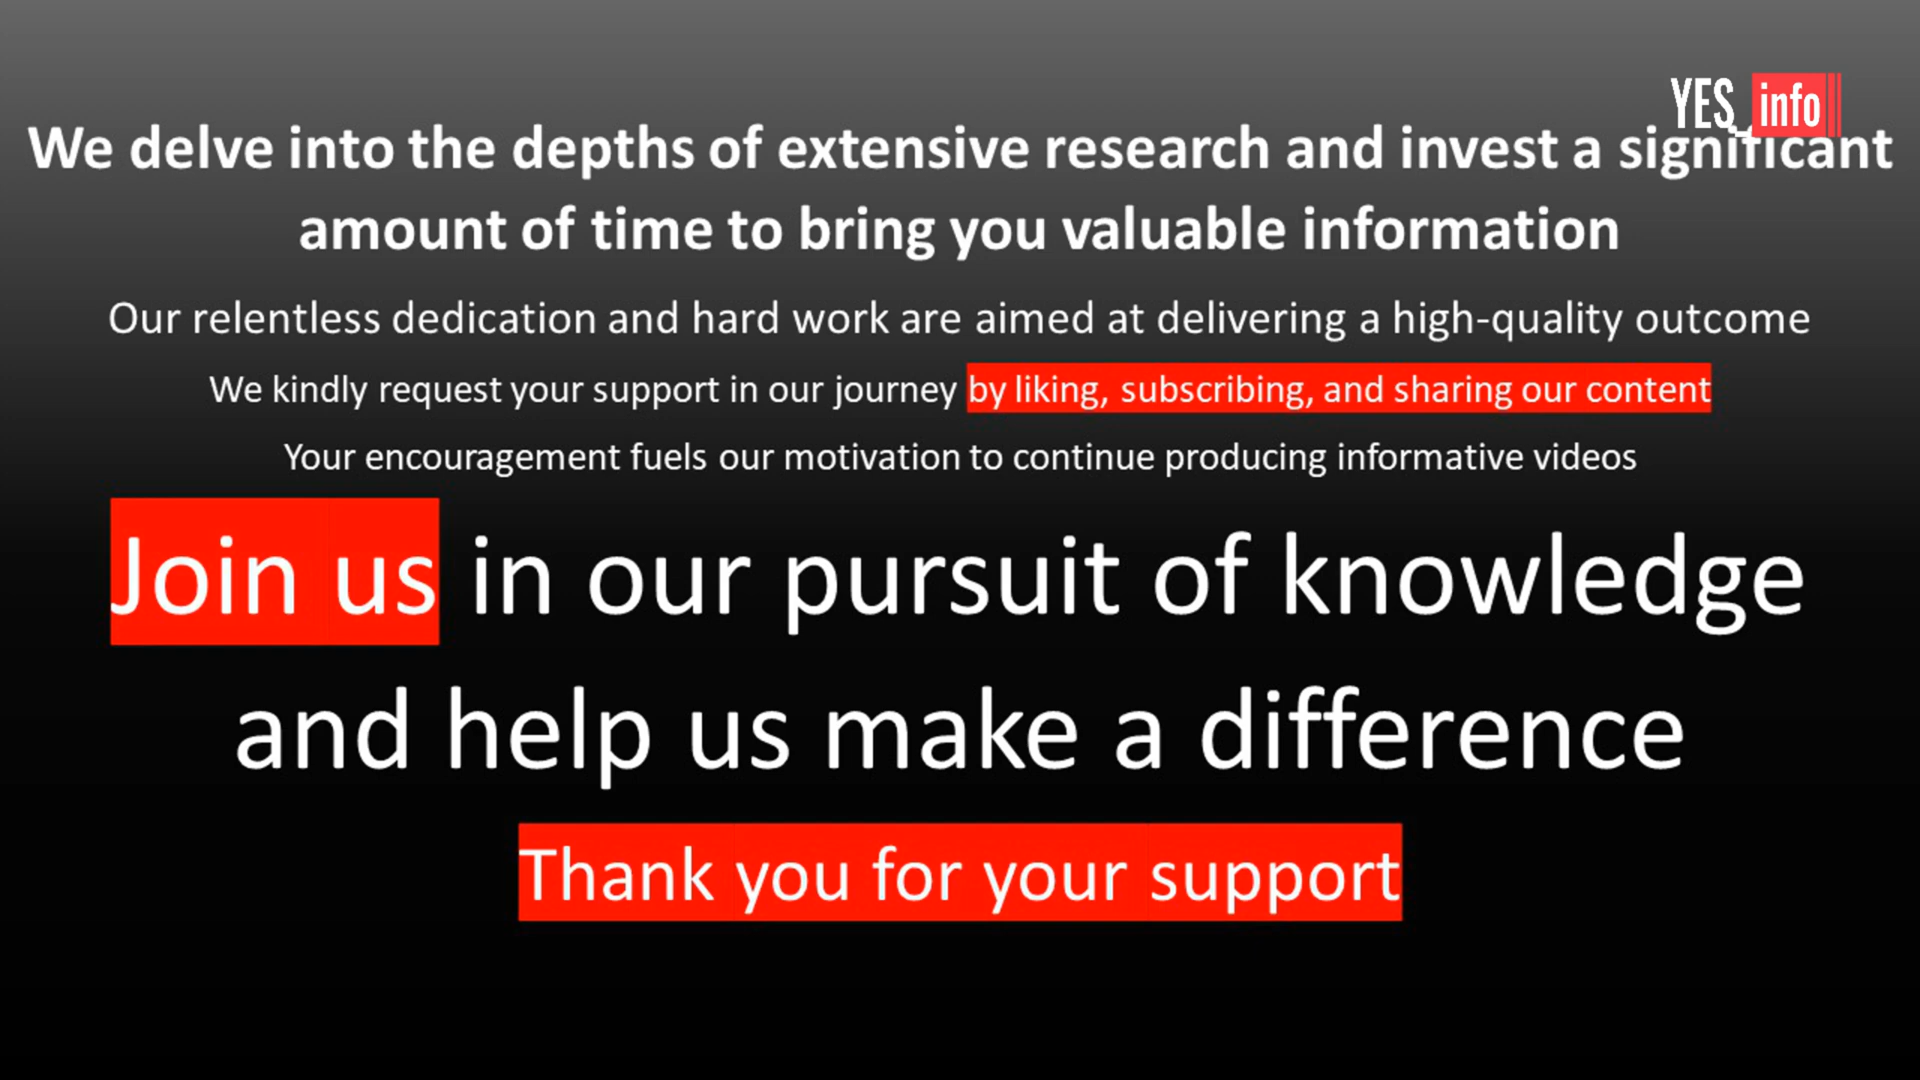 YES_info
We delve into the depths of extensive research and invest a significant
amount of time to bring you valuable information
Our relentless dedication and hard work are aimed at delivering a high-quality outcome
We kindly request your support in our journey by liking, subscribing, and sharing our content
Your encouragement fuels our motivation to continue producing informative videos
Join us in our pursuit of knowledge
and help us make a difference
Thank you for your support